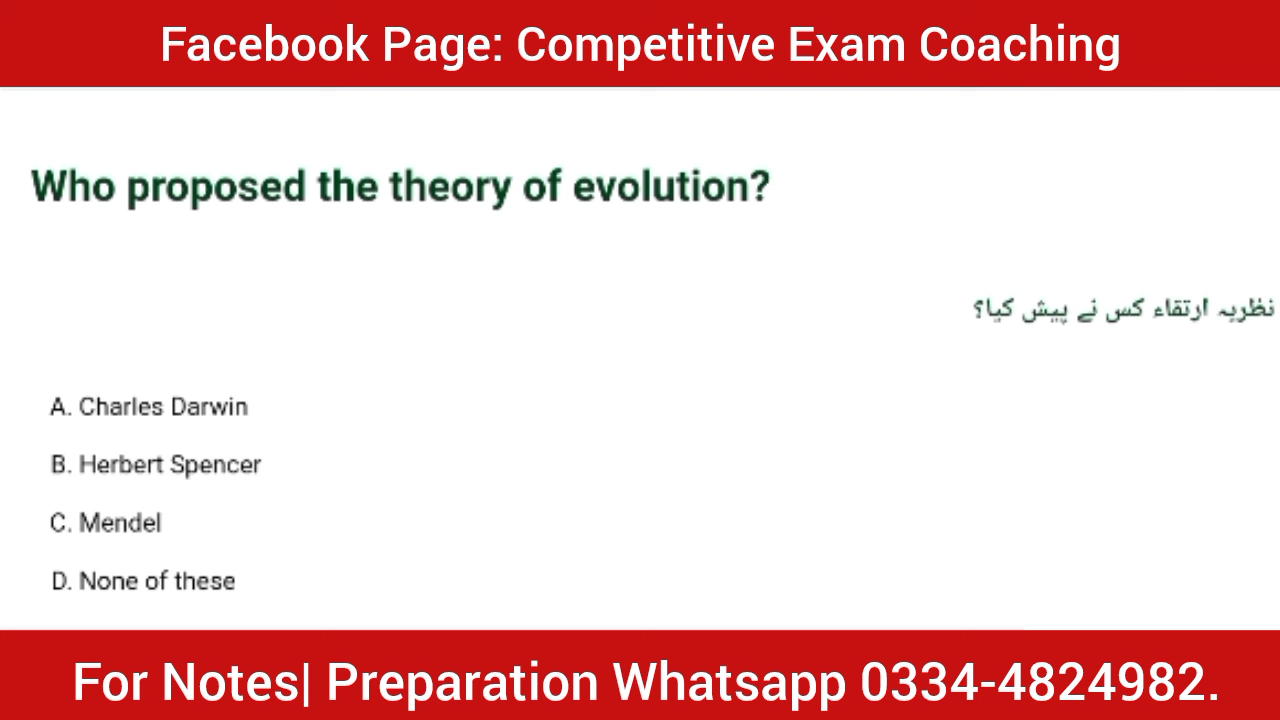 Facebook Page: Competitive Exam Coaching
Who proposed the theory of evolution?
نظریہ ارتقاء کس نے پیش کیا؟
A. Charles Darwin
B. Herbert Spencer
C. Mendel
D. None of these
For Notes| Preparation Whatsapp 0334-4824982.